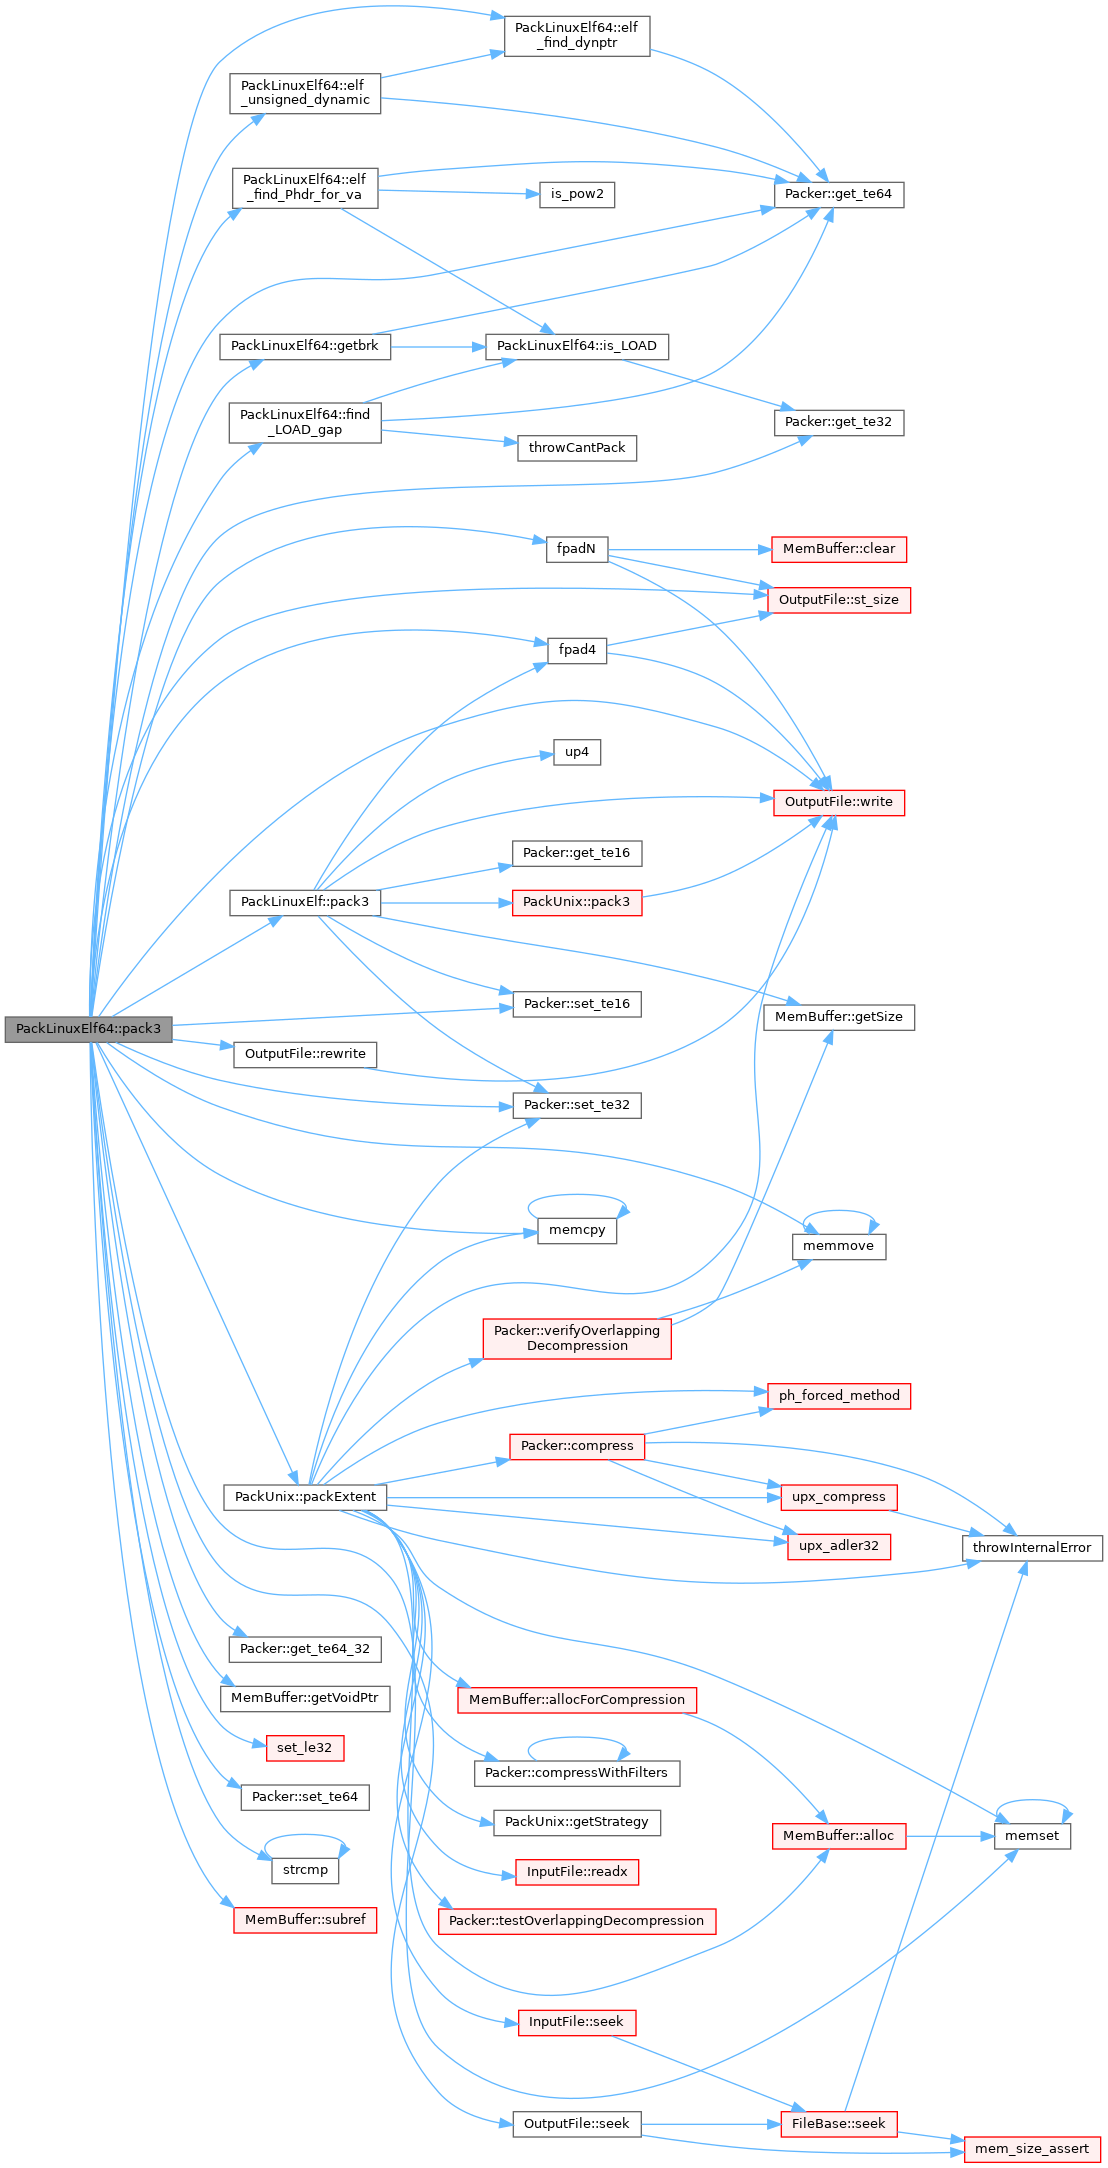 PackLinuxElf64::elf
_find_dynptr
PackLinuxElf64::elf
_unsigned_dynamic
PackLinuxElf64::elf
_find_Phdr_for_va
is_pow2
Packer::get_te64
PackLinuxElf64::getbrk
PackLinuxElf64::is_LOAD
PackLinuxElf64::find
_LOAD_gap
Packer::get_te32
throwCantPack
fpadN
MemBuffer::clear
OutputFile::st_size
fpad4
up4
OutputFile::write
Packer::get_te16
PackLinuxElf::pack3
PackUnix::pack3
Packer::set_te16
MemBuffer::getSize
PackLinuxElf64::pack3
OutputFile::rewrite
Packer::set_te32
memcpy
memmove
Packer::verifyOverlapping
Decompression
ph_forced_method
Packer::compress
PackUnix::packExtent
upx_compress
upx_adler32
throwInternalError
Packer::get_te64_32
MemBuffer::getVoidPtr
MemBuffer::allocForCompression
set_le32
Packer::compressWithFilters
Packer::set_te64
PackUnix::getStrategy
MemBuffer::alloc
memset
strcmp
InputFile::readx
MemBuffer::subref
Packer::testOverlappingDecompression
InputFile::seek
OutputFile::seek
FileBase::seek
mem_size_assert